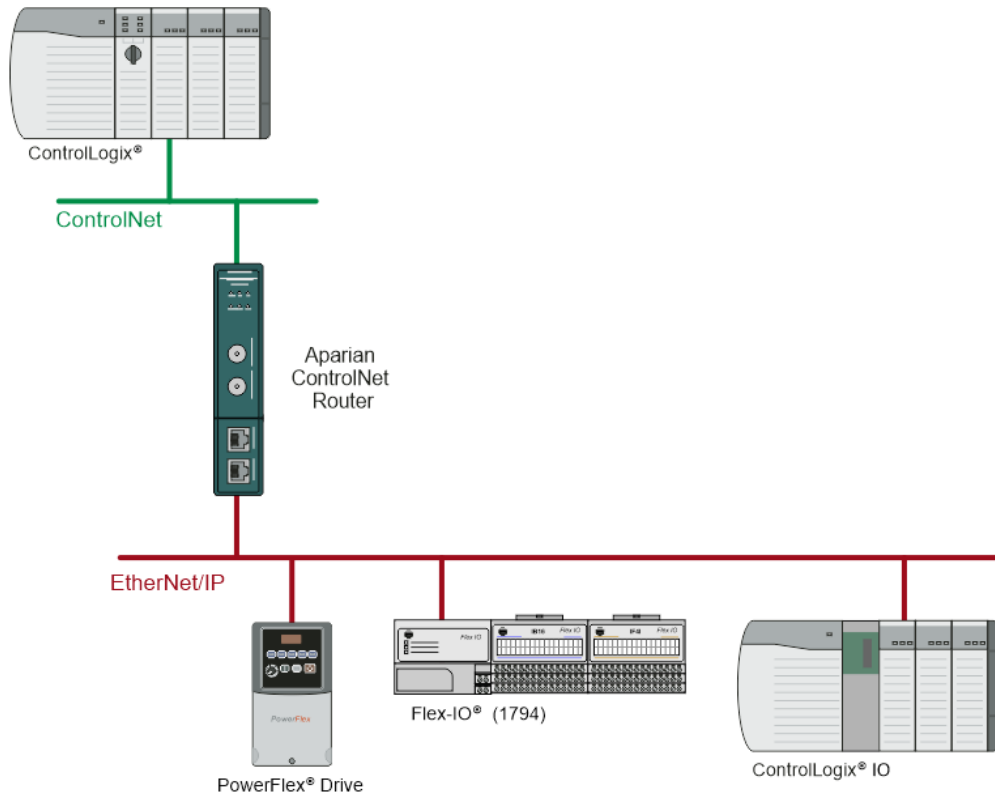 ControlLogix®
ControlNet
Aparian
ControlNet
Router
EtherNet/IP
Flex IO
IB16
Flex IO
IF4I
Flex IO
PowerFlex
Flex-IO® (1794)
PowerFlex® Drive
ControlLogix® IO